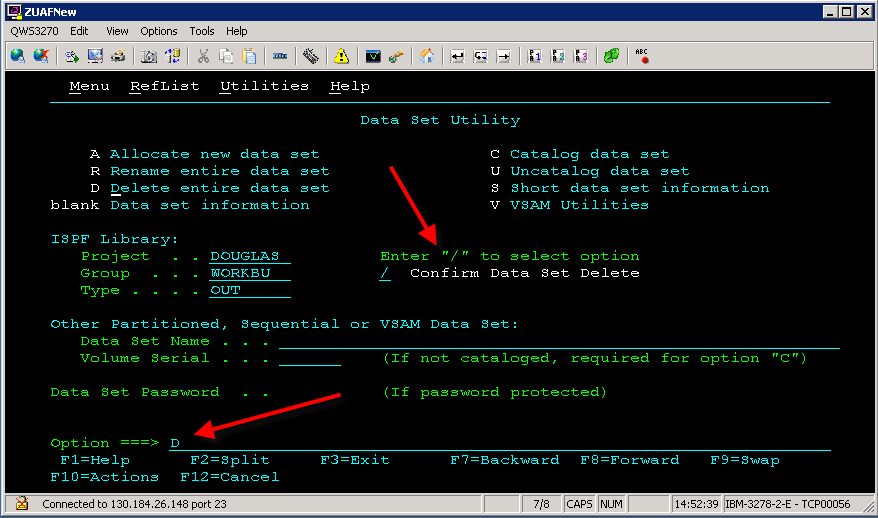 ZUAFNew
QWS3270 Edit View Options Tools Help
ABC
Menu RefList Utilities Help
Data Set Utility
A Allocate new data set C Catalog data set
R Rename entire data set U Uncatalog data set
D Delete entire data set S Short data set information
blank Data set information V VSAM Utilities
ISPF Library:
Project . . DOUGLAS Enter "/" to select option
Group . . . WORKBU / Confirm Data Set Delete
Type . . . . OUT
Other Partitioned, Sequential or VSAM Data Set:
Data Set Name . . .
Volume Serial . . . (If not cataloged, required for option "C")
Data Set Password . . (If password protected)
Option ===> D
F1=Help F2=Split F3=Exit F7=Backward F8=Forward F9=Swap
F10=Actions F12=Cancel
Connected to 130.184.26.148 port 23 7/8 CAPS NUM 14:52:39 IBM-3278-2-E - TCP00056